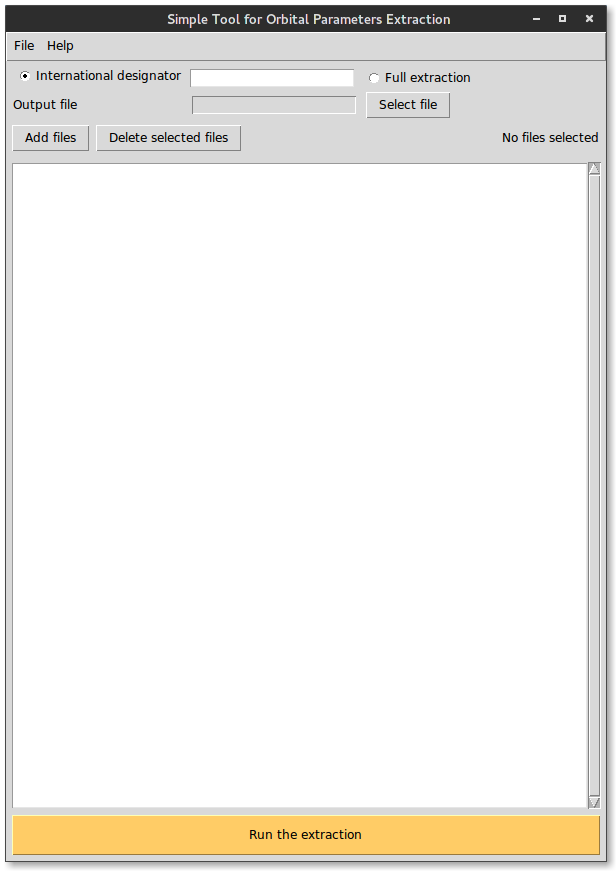 Simple Tool for Orbital Parameters Extraction
File Help
International designator Full extraction
Output file Select file
Add files Delete selected files No files selected
Run the extraction